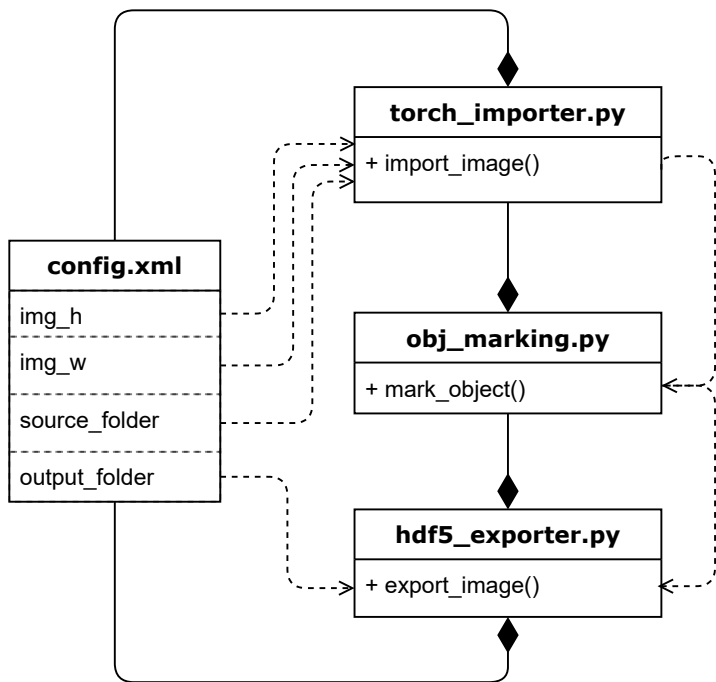 torch_importer.py
+ import_image()
config.xml
img_h
img_w
source_folder
output_folder
obj_marking.py
+ mark_object()
hdf5_exporter.py
+ export_image()